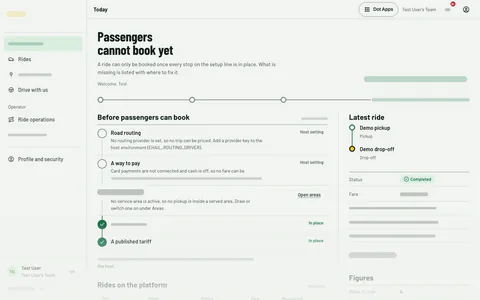 Today
Dot Apps
Test User's Team
Rides
Drive with us
Operator
Ride operations
Profile and security
Test User
Test User's Team
Passengers
cannot book yet
A ride can only be booked once every stop on the setup line is in place. What is
missing is listed with where to fix it.
Welcome, Test
Before passengers can book
Road routing
Host setting
No routing provider is set, so no trip can be priced. Add a provider key to the
host environment (EMAIL_ROUTING_DRIVER).
A way to pay
Host setting
Card payments are not connected and cash is off, so no fare can be
Open areas
No service area is active, so no pickup is inside a served area. Draw or
switch one on under Areas
In place
A published tariff
In place
Rides on the platform
Latest ride
Demo pickup
Pickup
Demo drop-off
Drop-off
Status
Completed
Fare
Figures